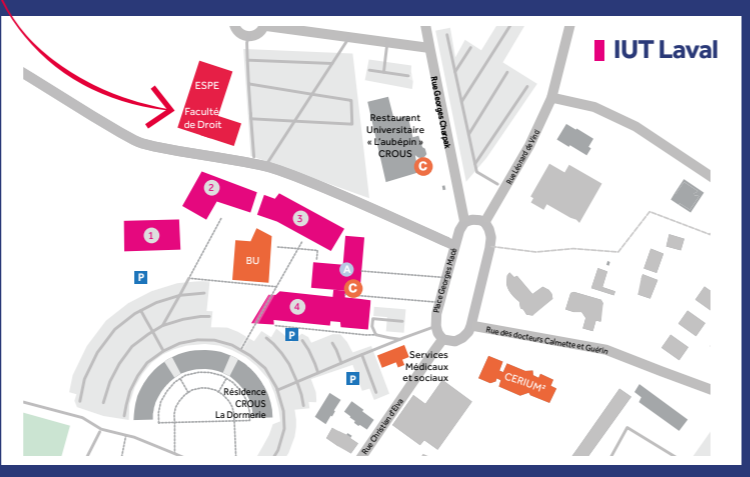 IUT Laval
ESPE
Faculté
de Droit
Restaurant
Universitaire
« L'aubépin »
CROUS
C
Rue Georges Charpak
Rue Léonard de Vinci
2
3
1
BU
A
C
4
P
P
P
Place Georges Macé
Rue des docteurs Calmette et Guérin
Services
Médicaux
et sociaux
CERIUM²
Résidence
CROUS
La Dormerie
Rue Christian d'Elva